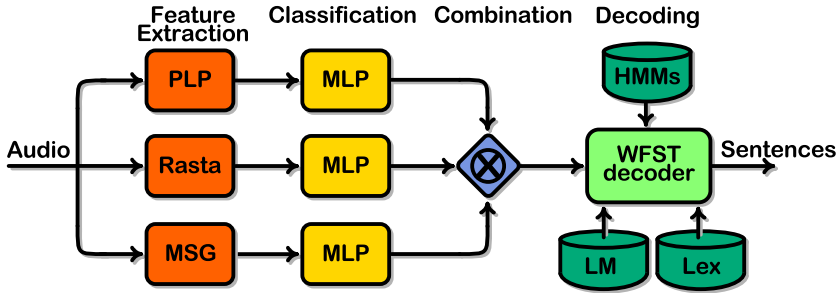 Feature
Extraction
Classification
Combination
Decoding
PLP
MLP
HMMs
Audio
Rasta
MLP
WFST
decoder
Sentences
MSG
MLP
LM
Lex